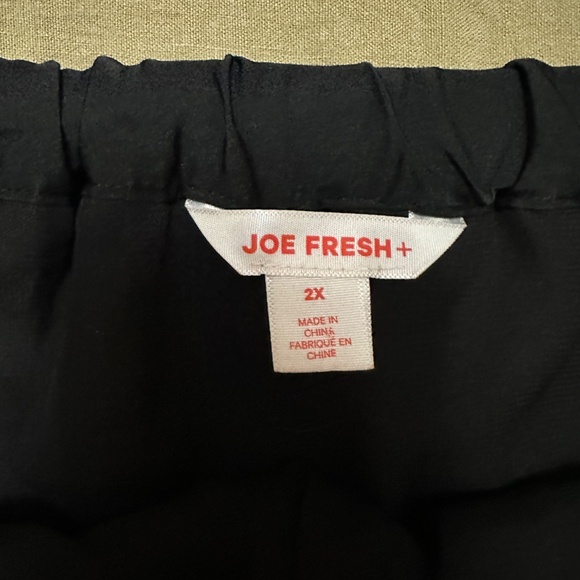 JOE FRESH+
2X
MADE IN
CHINA
FABRIQUÉ EN
CHINE